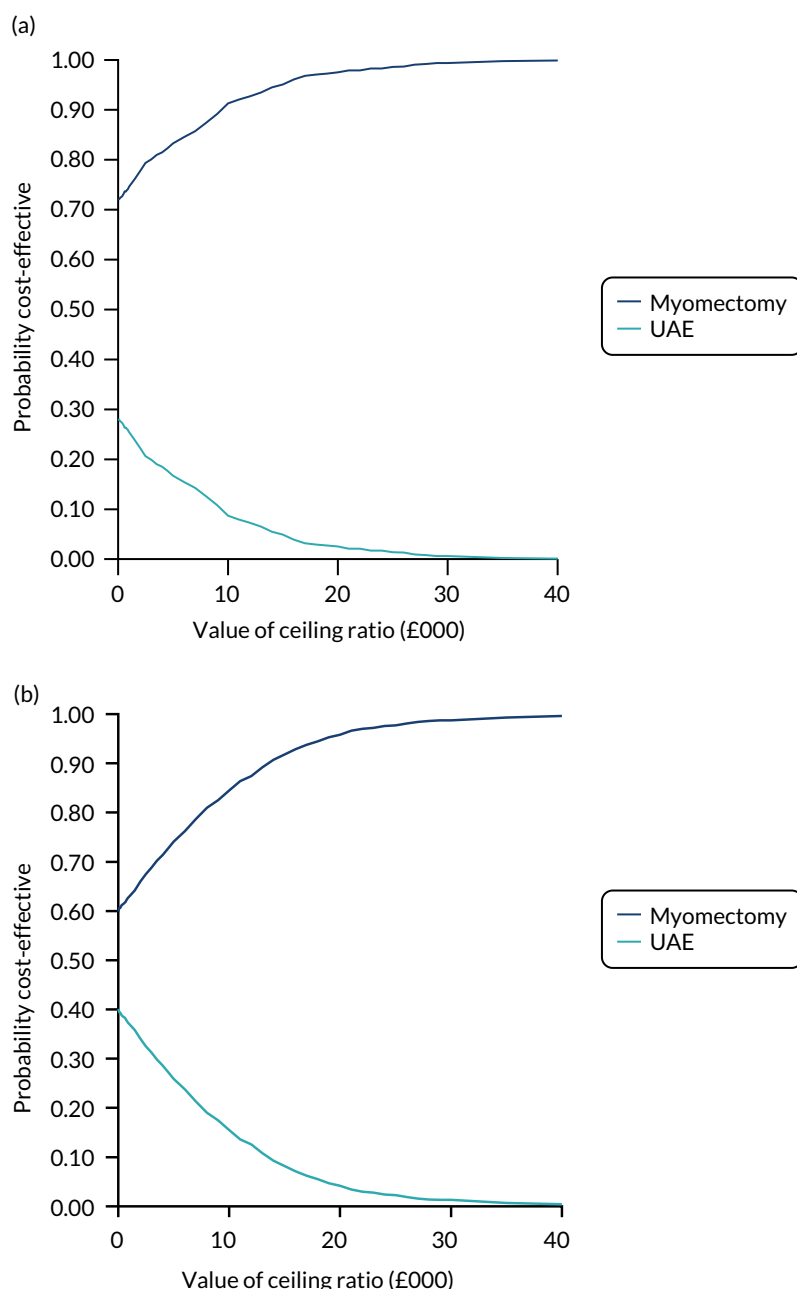 (a)
1.00
0.90
0.80
0.70
0.60
0.50
0.40
0.30
0.20
0.10
0.00
Probability cost-effective
0 10 20 30 40
Value of ceiling ratio (£000)
Myomectomy
UAE
(b)
1.00
0.90
0.80
0.70
0.60
0.50
0.40
0.30
0.20
0.10
0.00
Probability cost-effective
0 10 20 30 40
Value of ceiling ratio (£000)
Myomectomy
UAE